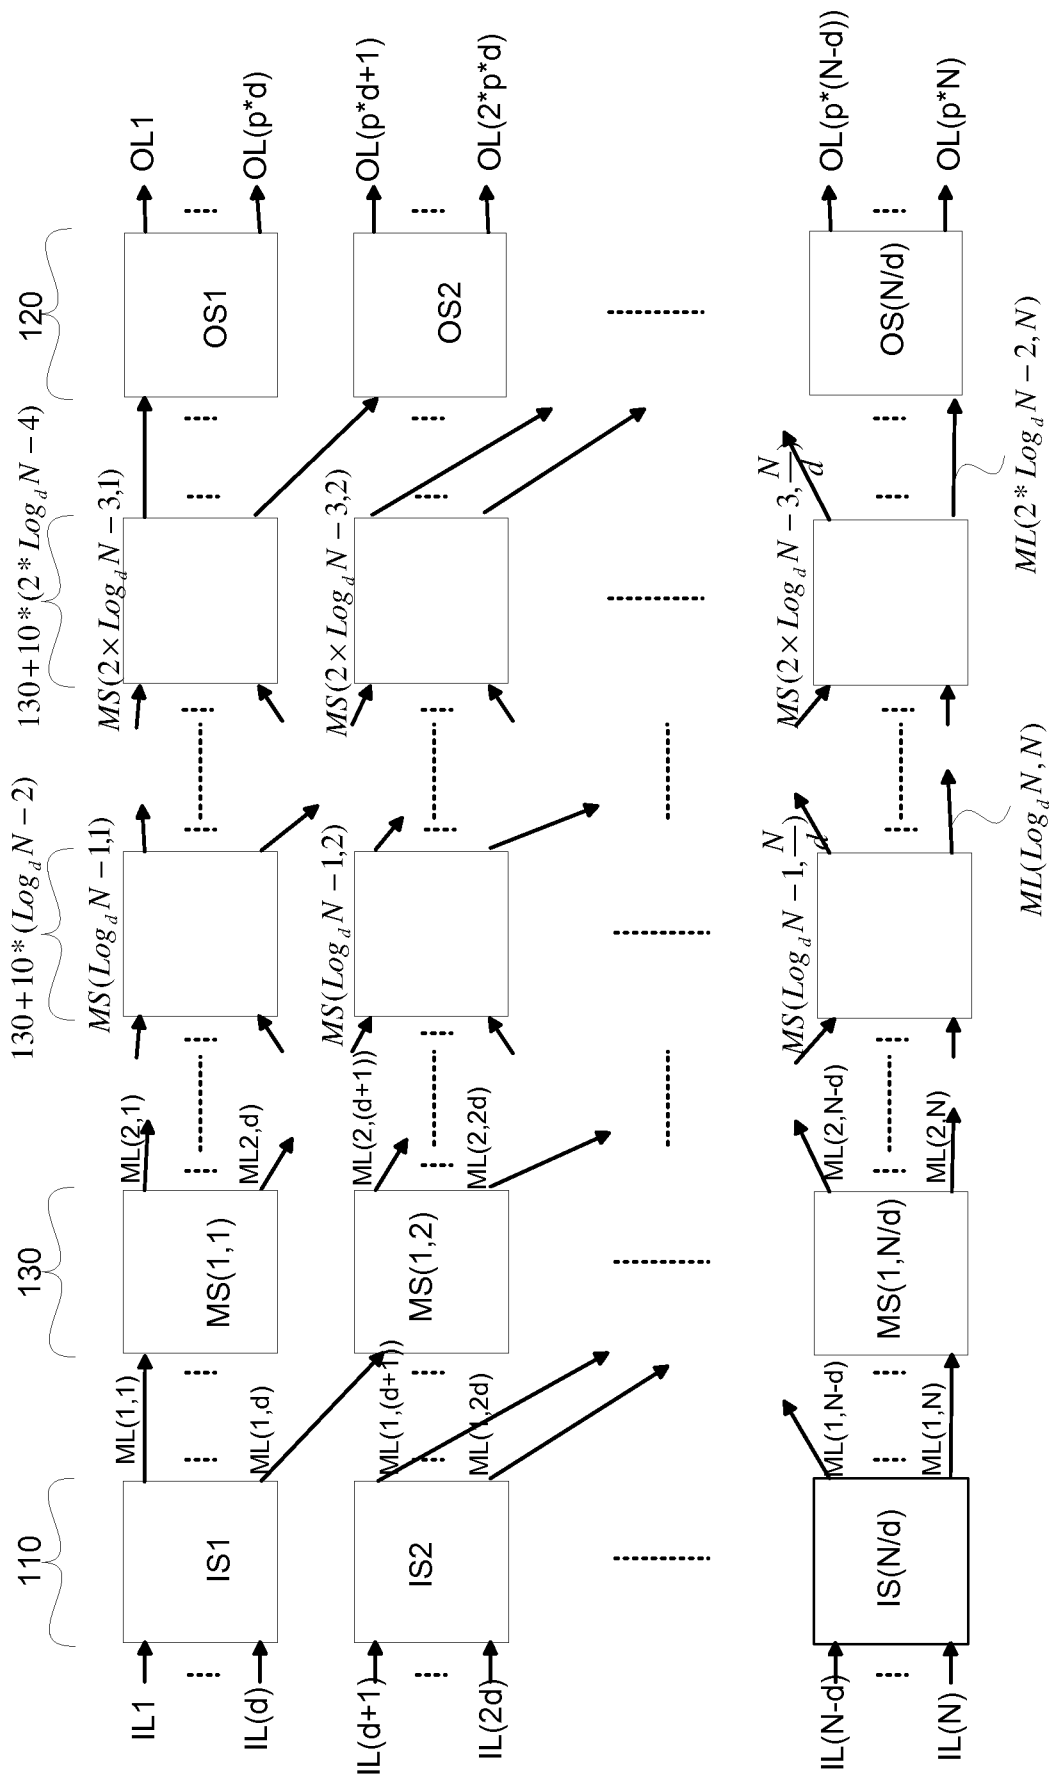 110
130
130+10*(Log_d N−2)
130+10*(2*Log_d N−4)
120
IL1
IL(d)
IS1
ML(1,1)
ML(1,d)
MS(1,1)
ML(2,1)
ML2,d)
MS(Log_d N−1,1)
MS(2×Log_d N−3,1)
OS1
OL1
OL(p*d)
IL(d+1)
IL(2d)
IS2
ML(1,(d+1))
ML(1,2d)
MS(1,2)
ML(2,(d+1))
ML(2,2d)
MS(Log_d N−1,2)
MS(2×Log_d N−3,2)
OS2
OL(p*d+1)
OL(2*p*d)
IL(N-d)
IL(N)
IS(N/d)
ML(1,N-d)
ML(1,N)
MS(1,N/d)
ML(2,N-d)
ML(2,N)
MS(Log_d N−1,N/d)
MS(2×Log_d N−3,N/d)
OS(N/d)
OL(p*(N-d))
OL(p*N)
ML(Log_d N,N)
ML(2*Log_d N−2,N)